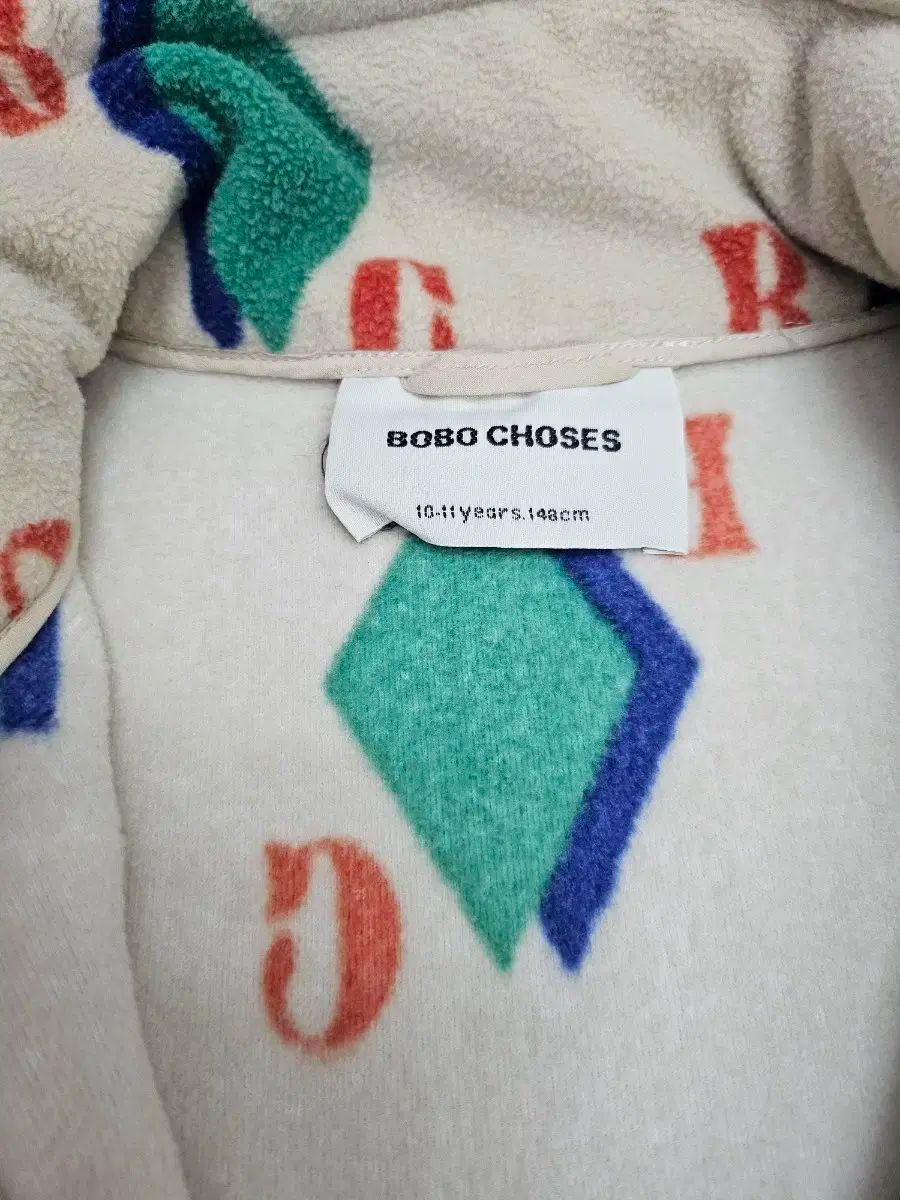 C R
BOBO CHOSES
10-11years.148cm